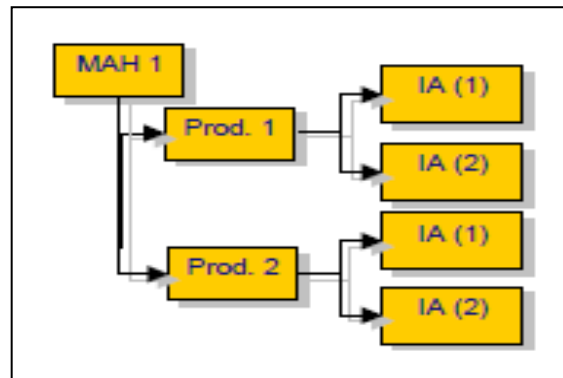 MAH 1
Prod. 1
IA (1)
IA (2)
Prod. 2
IA (1)
IA (2)